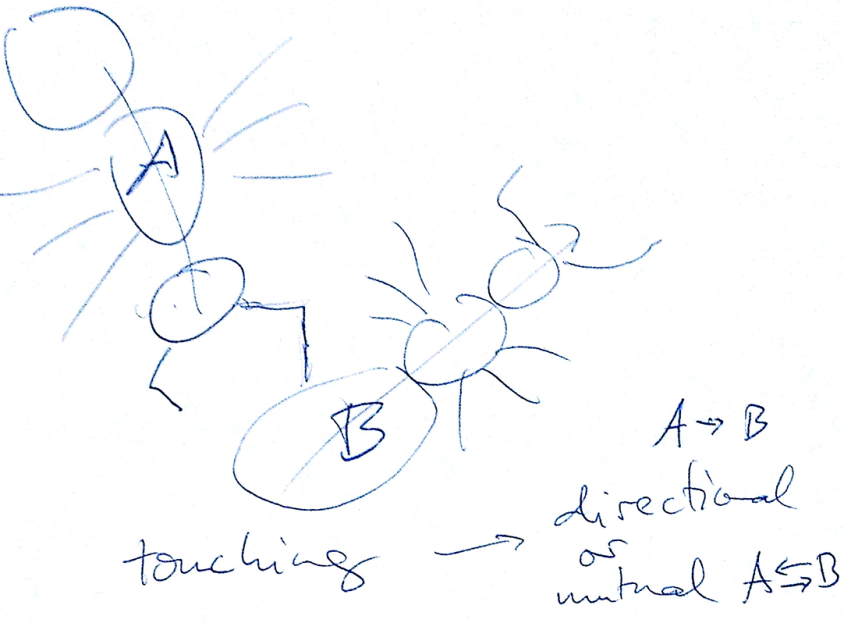 A
B
A → B
directional
or
touching → mutual A ⇆ B